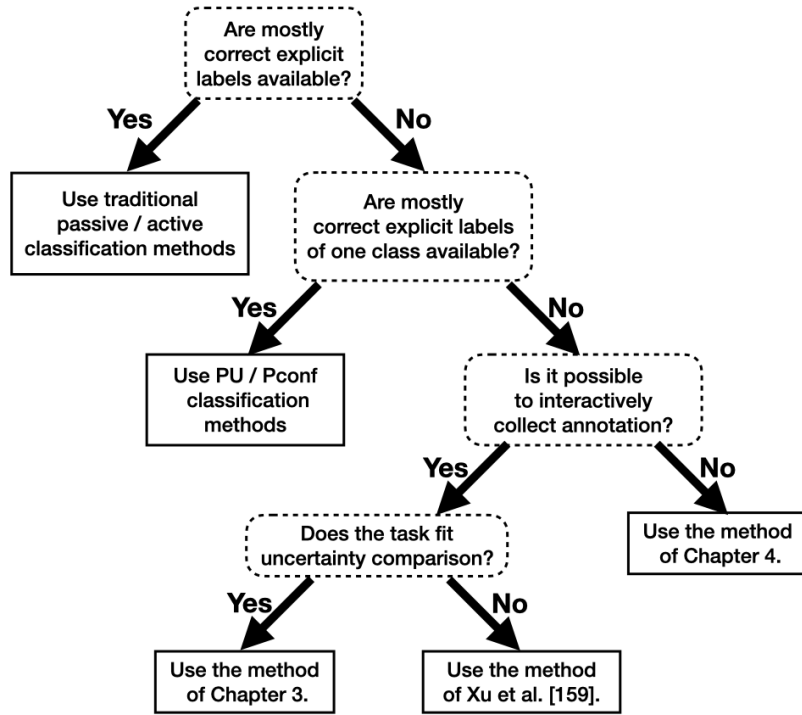 Are mostly
correct explicit
labels available?
Yes
No
Use traditional
passive / active
classification methods
Are mostly
correct explicit labels
of one class available?
Yes
No
Use PU / Pconf
classification
methods
Is it possible
to interactively
collect annotation?
Yes
No
Does the task fit
uncertainty comparison?
Use the method
of Chapter 4.
Yes
No
Use the method
of Chapter 3.
Use the method
of Xu et al. [159].